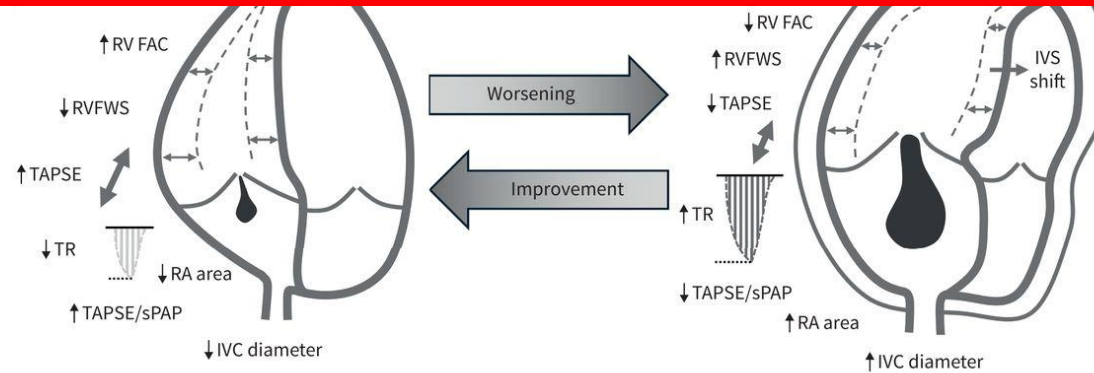 ↑RV FAC
↓RVFWS
↑TAPSE
↓TR
↓RA area
↑TAPSE/sPAP
↓IVC diameter
Worsening
Improvement
↓RV FAC
↑RVFWS
↓TAPSE
IVS
shift
↑TR
↓TAPSE/sPAP
↑RA area
↑IVC diameter